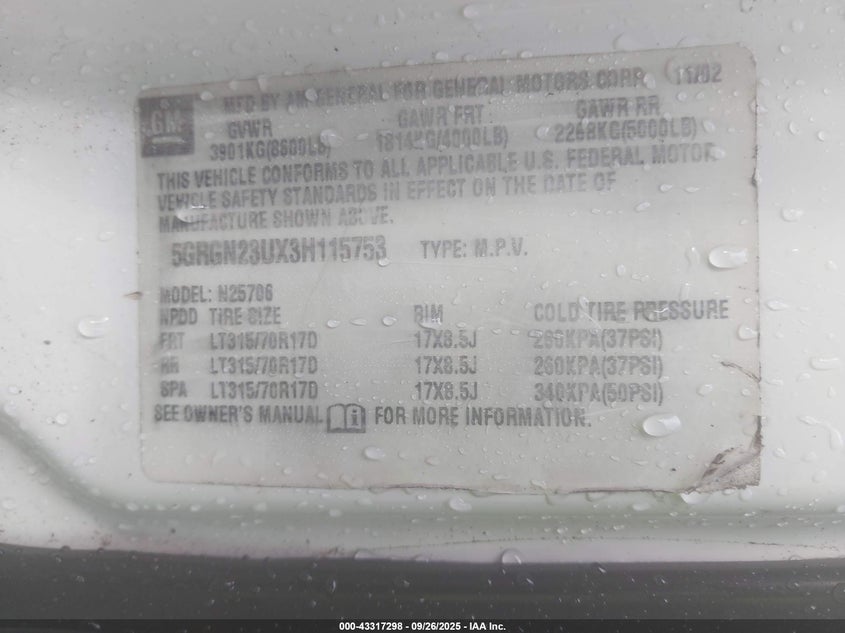 MFD BY AM GENERAL FOR GENERAL MOTORS CORP 11/02
GM
GVWR GAWR FRT GAWR RR
3901KG(8600LB) 1814KG(4000LB) 2268KG(5000LB)
THIS VEHICLE CONFORMS TO ALL APPLICABLE U.S. FEDERAL MOTOR
VEHICLE SAFETY STANDARDS IN EFFECT ON THE DATE OF
MANUFACTURE SHOWN ABOVE.
5GRGN23UX3H115753 TYPE: M.P.V.
MODEL: N25706
NPDD TIRE SIZE RIM COLD TIRE PRESSURE
FRT LT315/70R17D 17X8.5J 260KPA(37PSI)
RR LT315/70R17D 17X8.5J 260KPA(37PSI)
SPA LT315/70R17D 17X8.5J 340KPA(50PSI)
SEE OWNER'S MANUAL FOR MORE INFORMATION.
000-43317298 - 09/26/2025 - IAA Inc.